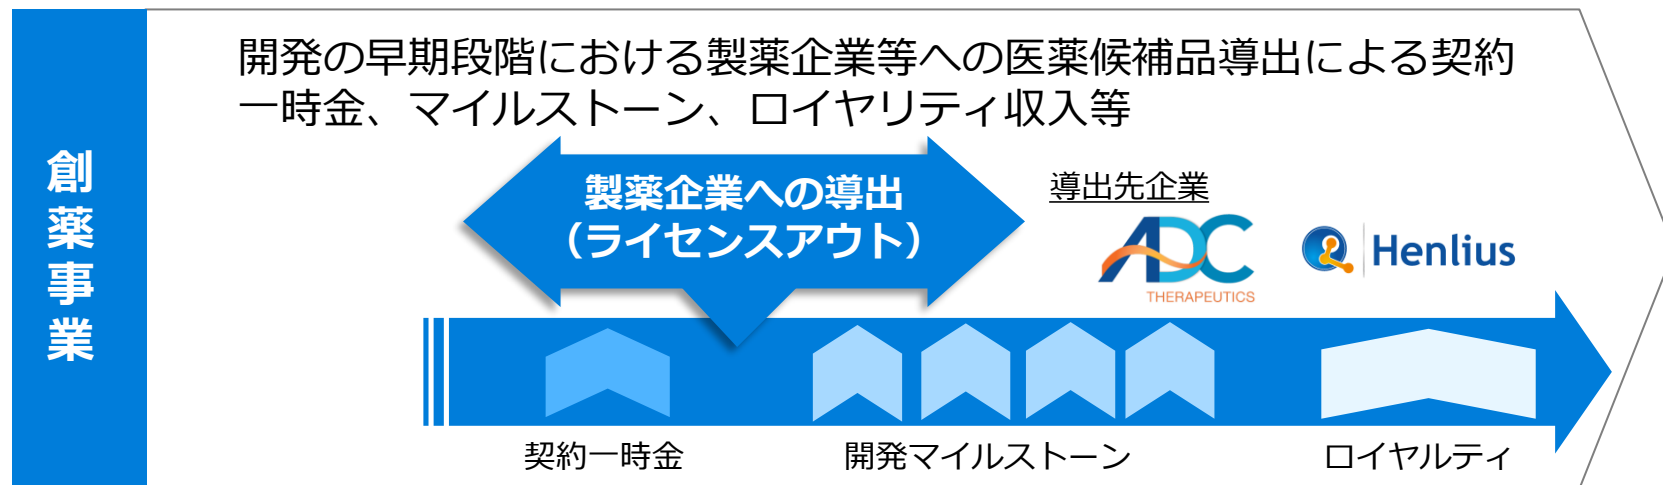 創薬事業
開発の早期段階における製薬企業等への医薬候補品導出による契約
一時金、マイルストーン、ロイヤリティ収入等
製薬企業への導出
（ライセンスアウト）
導出先企業
ADC
THERAPEUTICS
Henlius
契約一時金
開発マイルストーン
ロイヤルティ